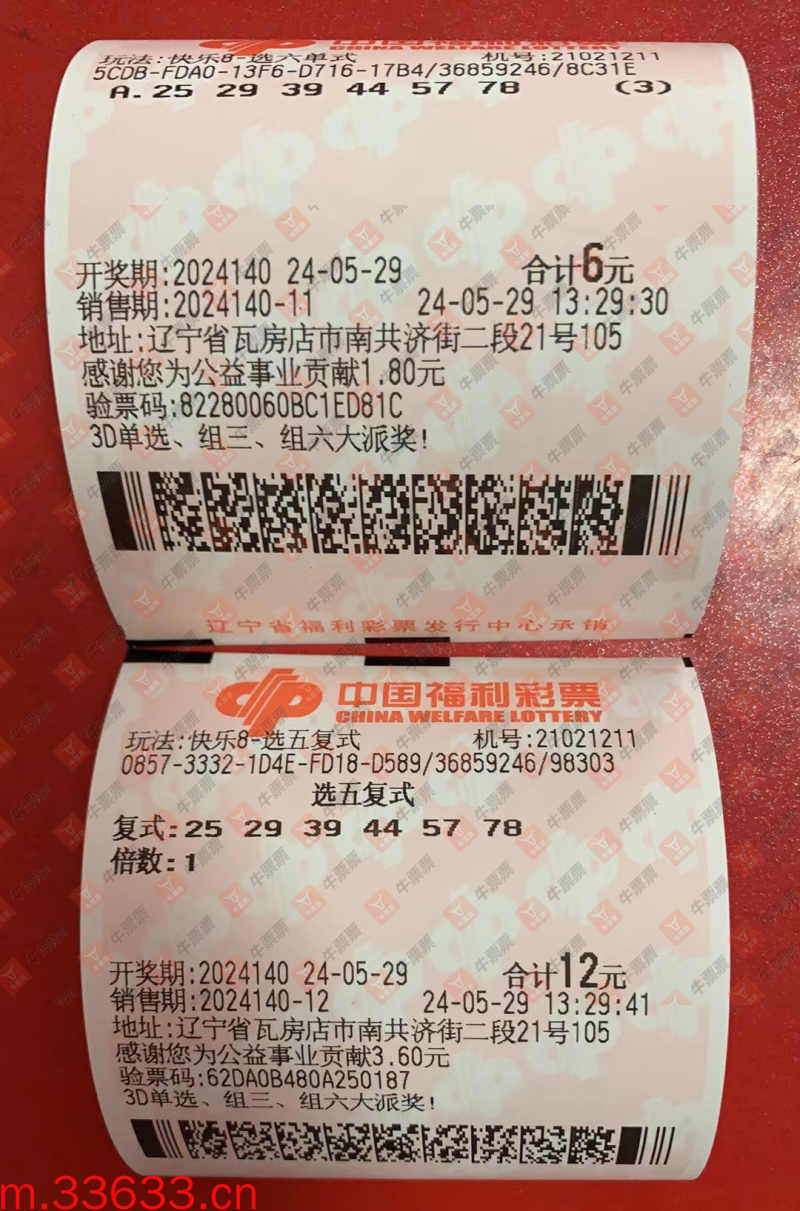 CHINA WELFARE LOTTERY
玩法:快乐8-选六单式 机号:21021211
5CDB-FDA0-13F6-D716-17B4/36859246/8C31E
A. 25 29 39 44 57 78 (3)
开奖期:2024140 24-05-29 合计6元
销售期:2024140-11 24-05-29 13:29:30
地址:辽宁省瓦房店市南共济街二段21号105
感谢您为公益事业贡献1.80元
验票码:82280060BC1ED81C
3D单选、组三、组六大派奖!
辽宁省福利彩票发行中心承销
中国福利彩票
CHINA WELFARE LOTTERY
玩法:快乐8-选五复式 机号:21021211
0857-3332-1D4E-FD18-D589/36859246/98303
选五复式
复式:25 29 39 44 57 78
倍数:1
开奖期:2024140 24-05-29 合计12元
销售期:2024140-12 24-05-29 13:29:41
地址:辽宁省瓦房店市南共济街二段21号105
感谢您为公益事业贡献3.60元
验票码:62DA0B480A250187
3D单选、组三、组六大派奖!
m.33633.cn